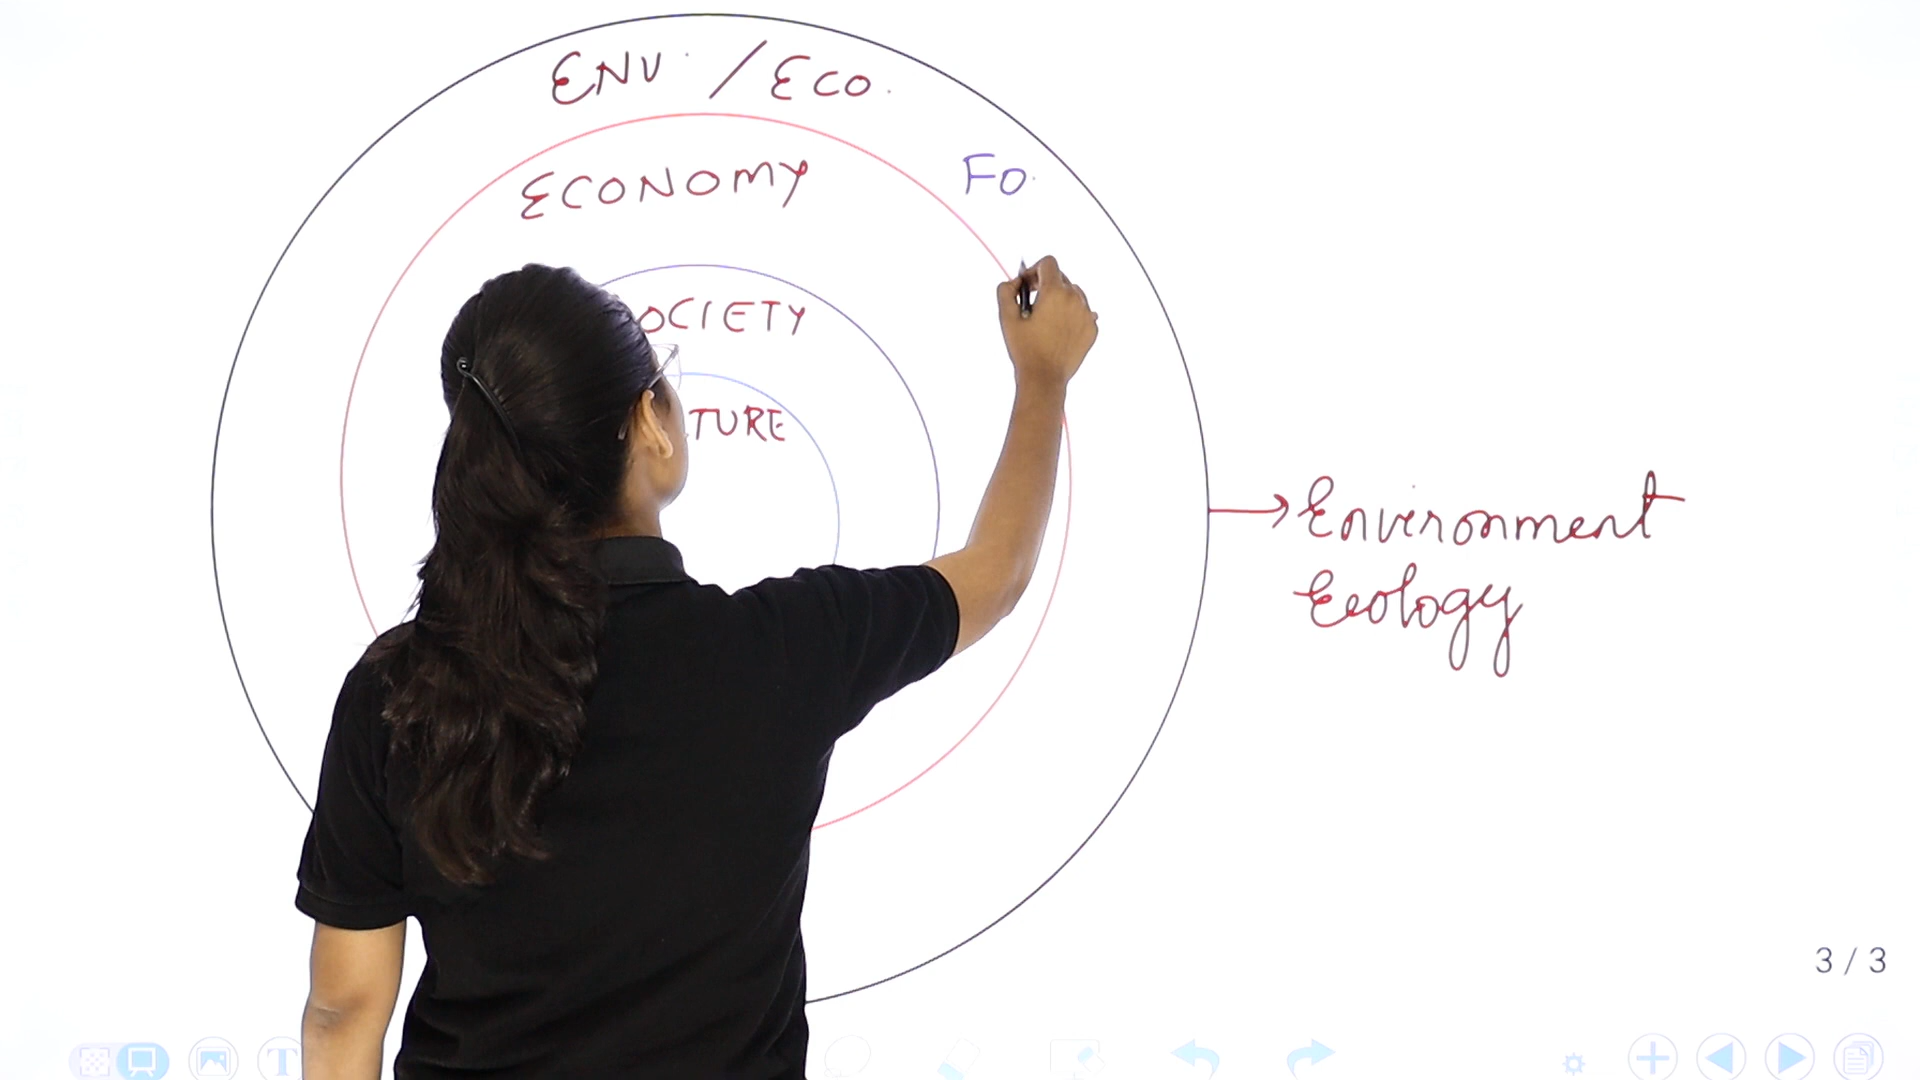 ENV. / ECO.
ECONOMY
FO
OCIETY
TURE
Environment
Ecology
3 / 3
T